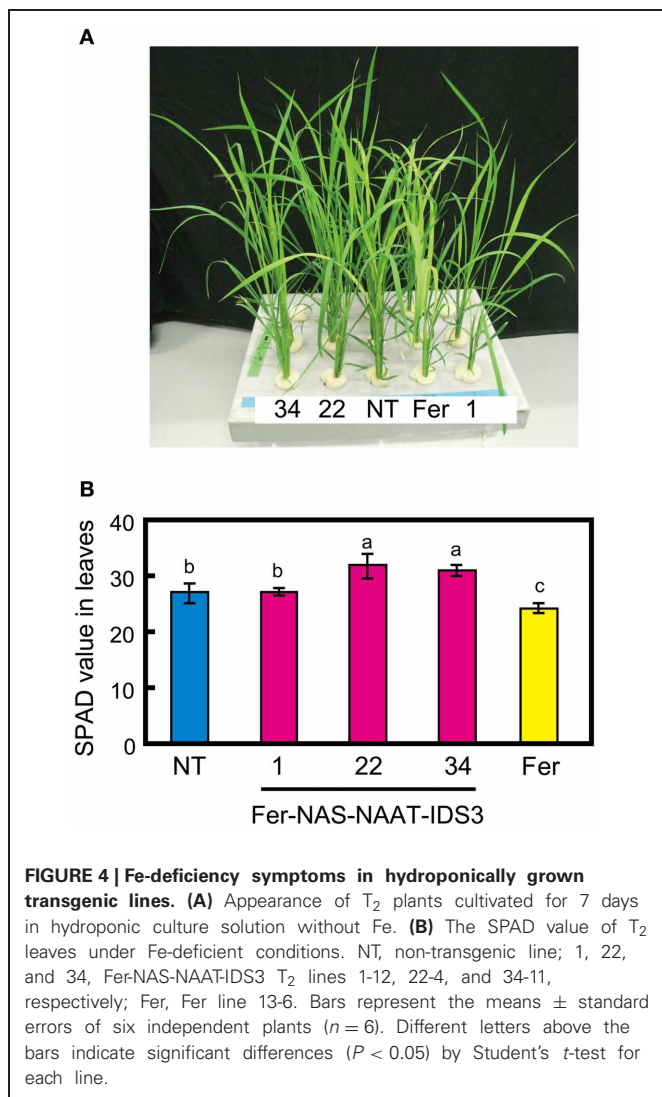 A
34 22 NT Fer 1
B
SPAD value in leaves
40
30
20
10
0
b
b
a
a
c
NT
1
22
34
Fer
Fer-NAS-NAAT-IDS3
FIGURE 4 | Fe-deficiency symptoms in hydroponically grown
transgenic lines. (A) Appearance of T₂ plants cultivated for 7 days
in hydroponic culture solution without Fe. (B) The SPAD value of T₂
leaves under Fe-deficient conditions. NT, non-transgenic line; 1, 22,
and 34, Fer-NAS-NAAT-IDS3 T₂ lines 1-12, 22-4, and 34-11,
respectively; Fer, Fer line 13-6. Bars represent the means ± standard
errors of six independent plants (n = 6). Different letters above the
bars indicate significant differences (P < 0.05) by Student's t-test for
each line.